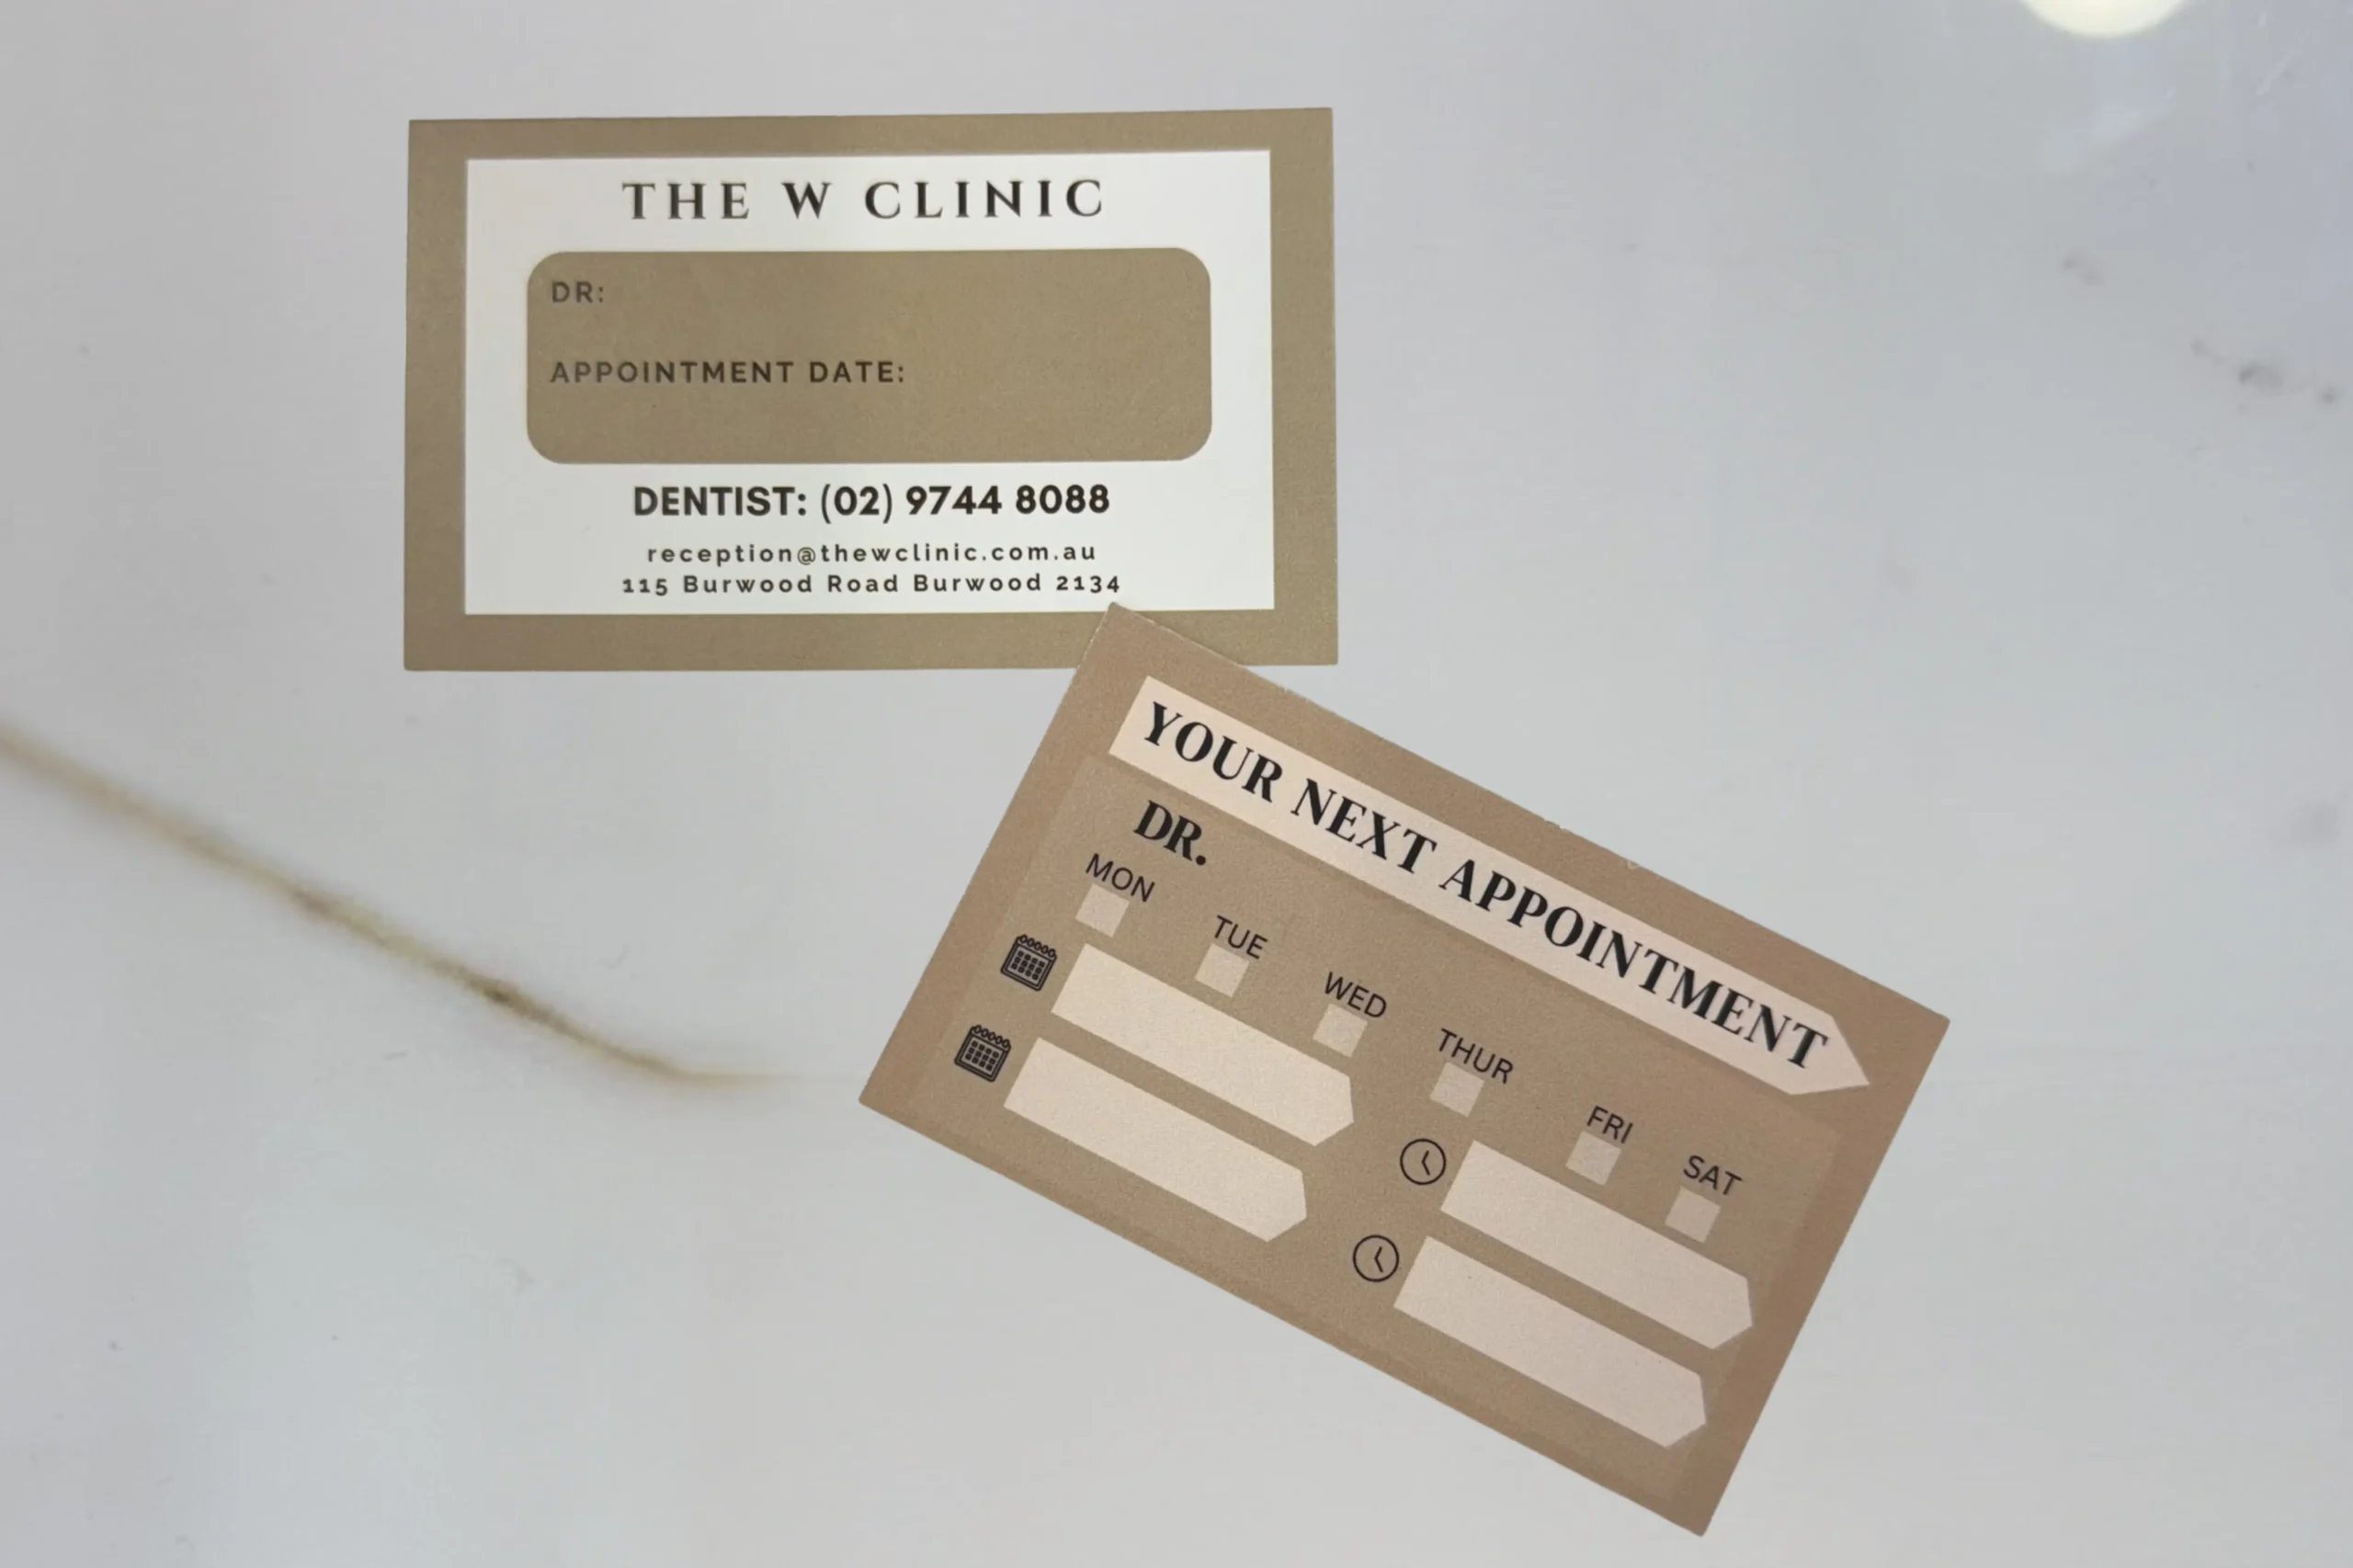 THE W CLINIC
DR:
APPOINTMENT DATE:
DENTIST: (02) 9744 8088
reception@thewclinic.com.au
115 Burwood Road Burwood 2134
YOUR NEXT APPOINTMENT
DR.
MON TUE WED THUR FRI SAT